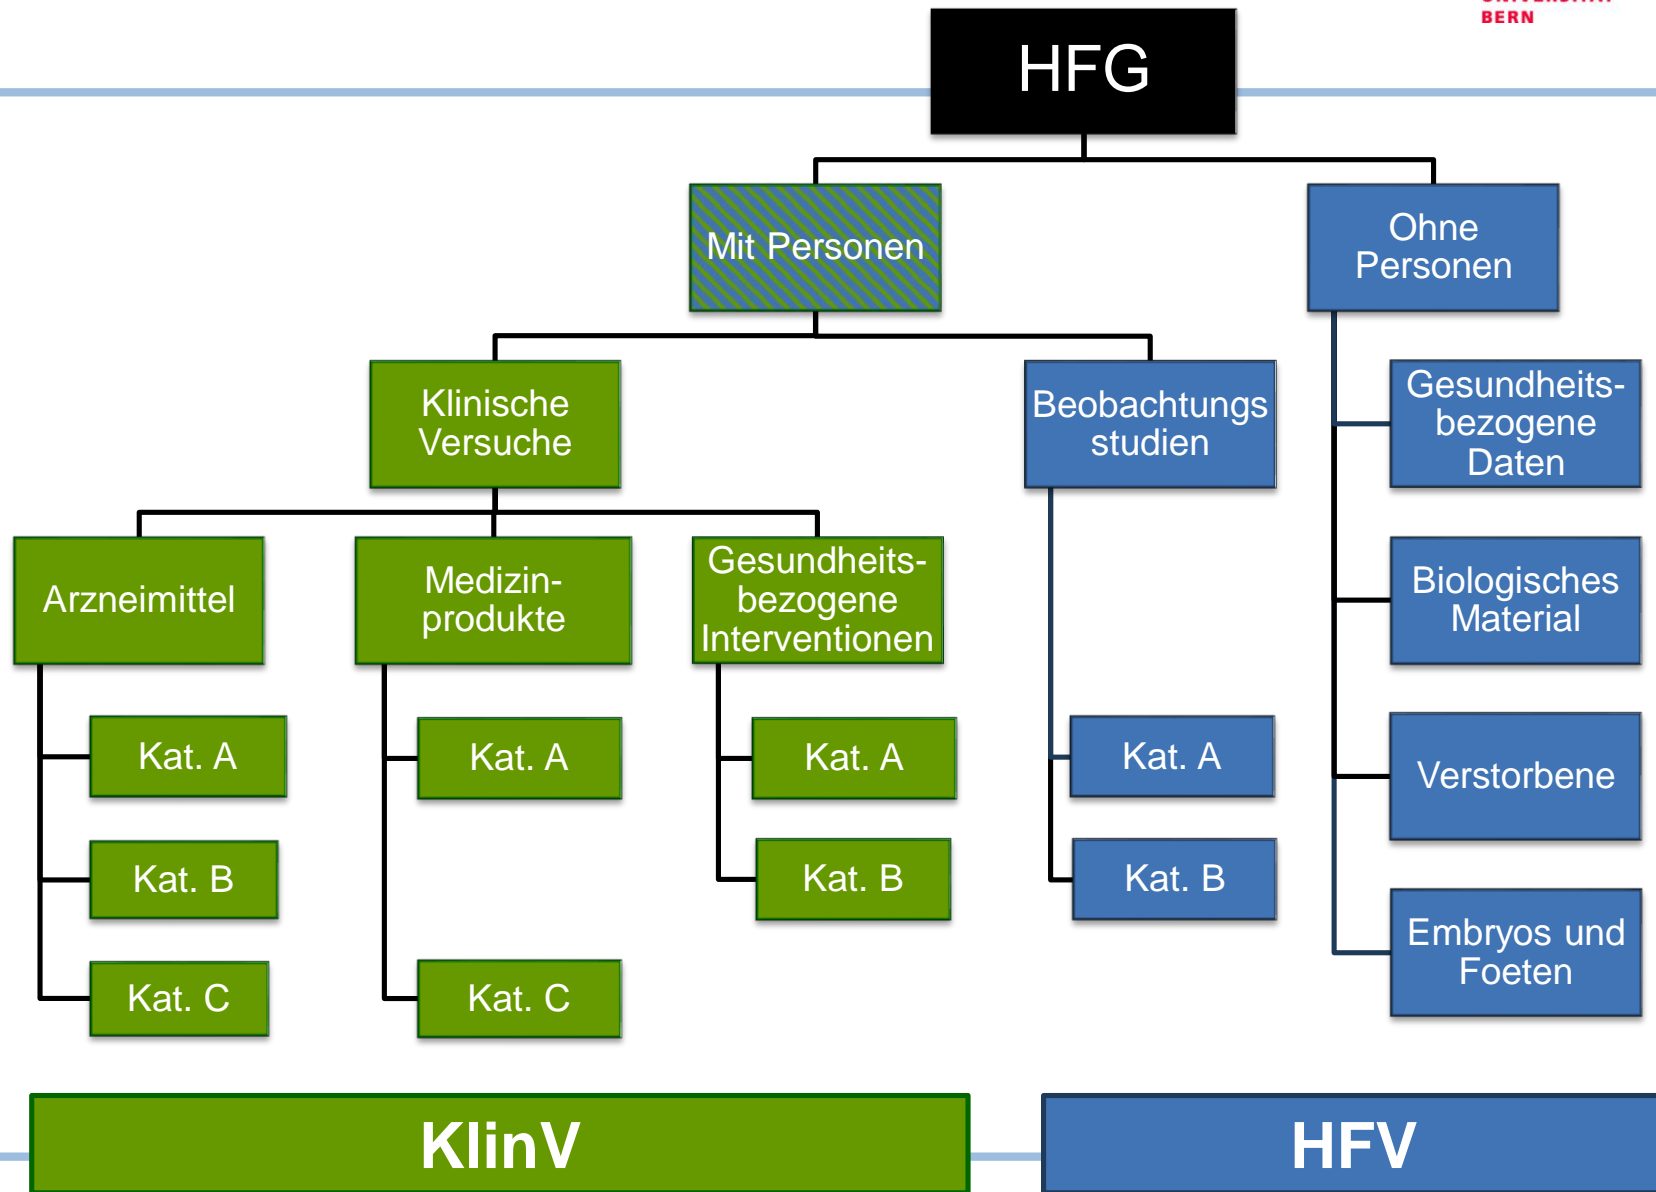 BERN
HFG
Mit Personen
Ohne
Personen
Klinische
Versuche
Beobachtungs
studien
Gesundheits-
bezogene
Daten
Arzneimittel
Medizin-
produkte
Gesundheits-
bezogene
Interventionen
Biologisches
Material
Kat. A
Kat. A
Kat. A
Kat. A
Verstorbene
Kat. B
Kat. B
Kat. B
Embryos und
Foeten
Kat. C
Kat. C
KlinV
HFV